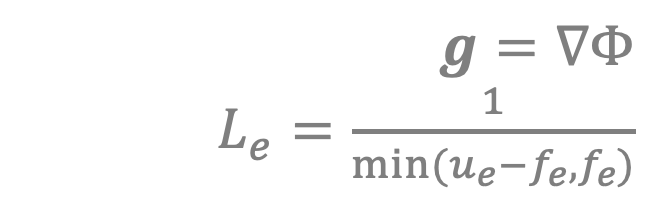 g = ∇Φ
L_e = 1 / min(u_e−f_e,f_e)